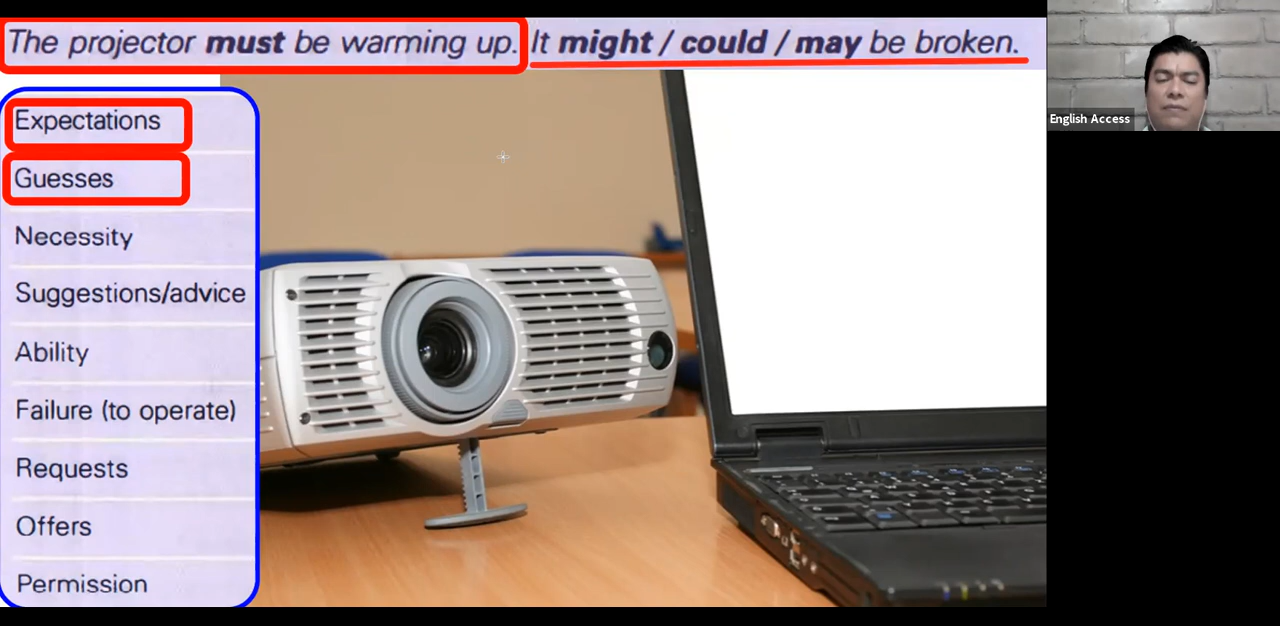 The projector must be warming up. It might / could / may be broken.
Expectations
Guesses
Necessity
Suggestions/advice
Ability
Failure (to operate)
Requests
Offers
Permission
English Access